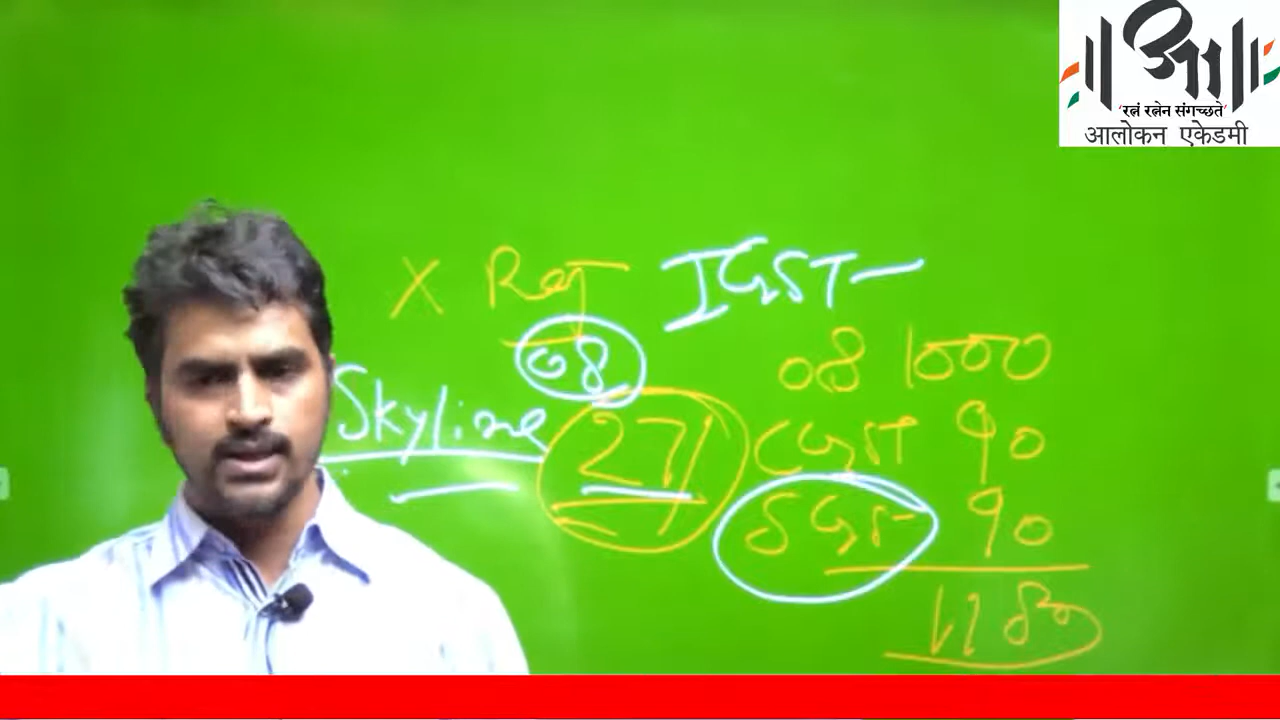 'रत्नं रत्नेन संगच्छते'
आलोकन एकेडमी
X Reg IGST
08 08 1000
Skyline 27 CGST 90
SGST 90
1180